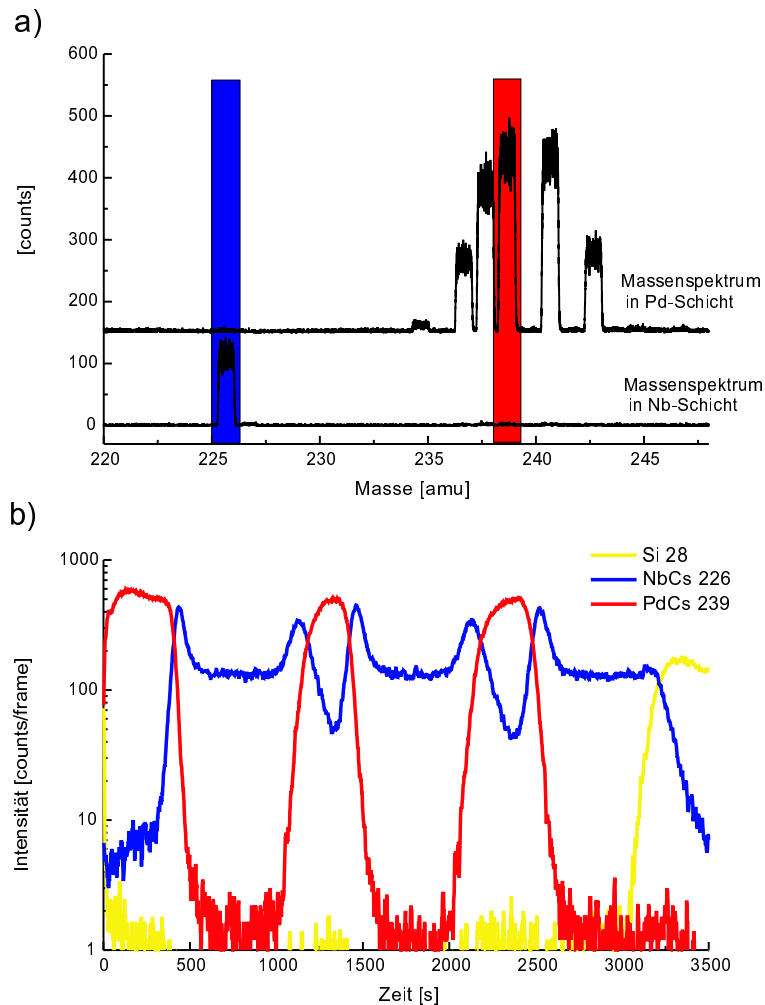 a)
600
500
400
300
200
100
0
[counts]
Massenspektrum
in Pd-Schicht
Massenspektrum
in Nb-Schicht
220
225
230
235
240
245
Masse [amu]
b)
1000
100
10
1
Intensität [counts/frame]
Si 28
NbCs 226
PdCs 239
0
500
1000
1500
2000
2500
3000
3500
Zeit [s]